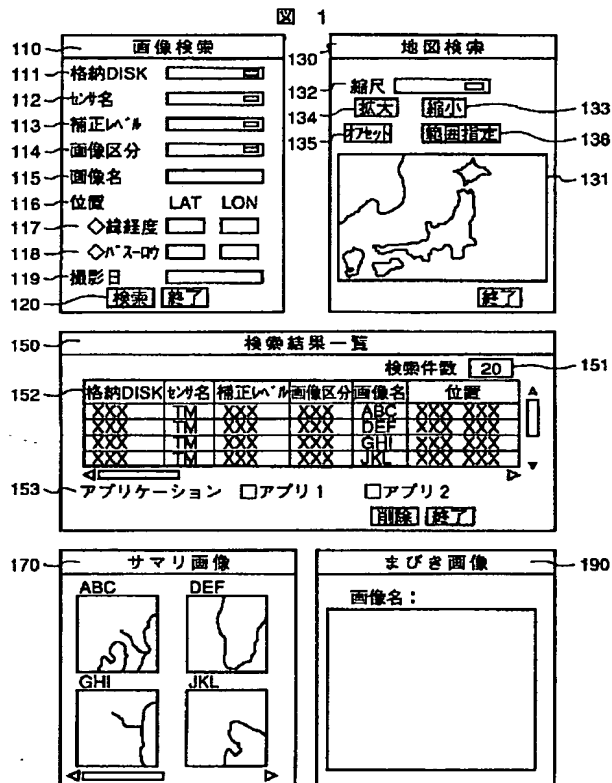 図 1
110 画像検索
111 格納DISK
112 センサ名
113 補正レベル
114 画像区分
115 画像名
116 位置 LAT LON
117 ◇緯経度
118 ◇パス-ロウ
119 撮影日
120 検索 終了
130 地図検索
132 縮尺
134 拡大 縮小 133
135 オフセット 範囲指定 136
131
終了
150 検索結果一覧
検索件数 20 151
152 格納DISK センサ名 補正レベル 画像区分 画像名 位置
XXX TM XXX XXX ABC XXX XXX
XXX TM XXX XXX DEF XXX XXX
XXX TM XXX XXX GHI XXX XXX
XXX TM XXX XXX JKL XXX XXX
153 アプリケーション □アプリ1 □アプリ2
削除 終了
170 サマリ画像
ABC DEF
GHI JKL
まびき画像 190
画像名：